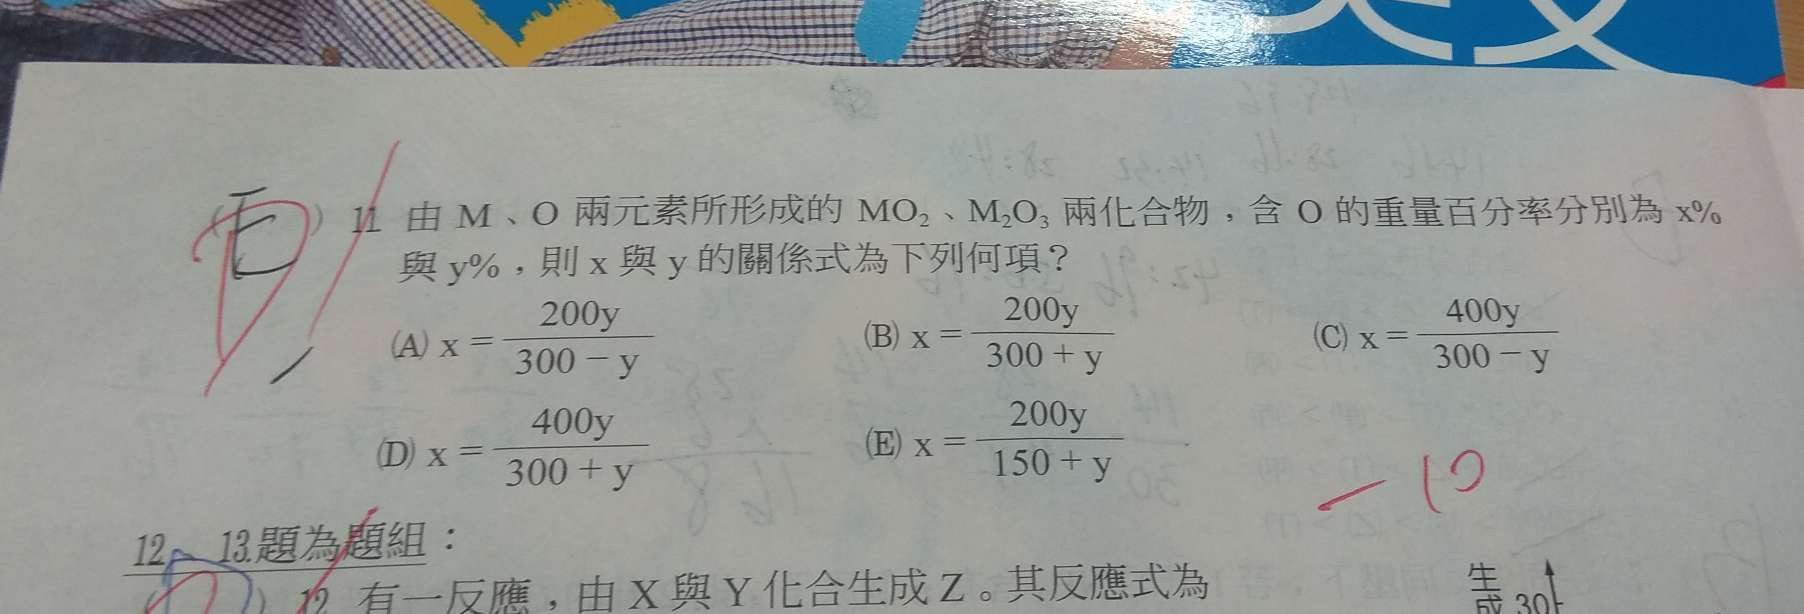 (E) 11. 由 M、O 兩元素所形成的 MO₂、M₂O₃ 兩化合物，含 O 的重量百分率分別為 x%
與 y%，則 x 與 y 的關係式為下列何項？
(A) x = 200y / 300 − y (B) x = 200y / 300 + y (C) x = 400y / 300 − y
(D) x = 400y / 300 + y (E) x = 200y / 150 + y
−10
12. 13.題為題組：
12. 有一反應，由 X 與 Y 化合生成 Z。其反應式為
生
成 30